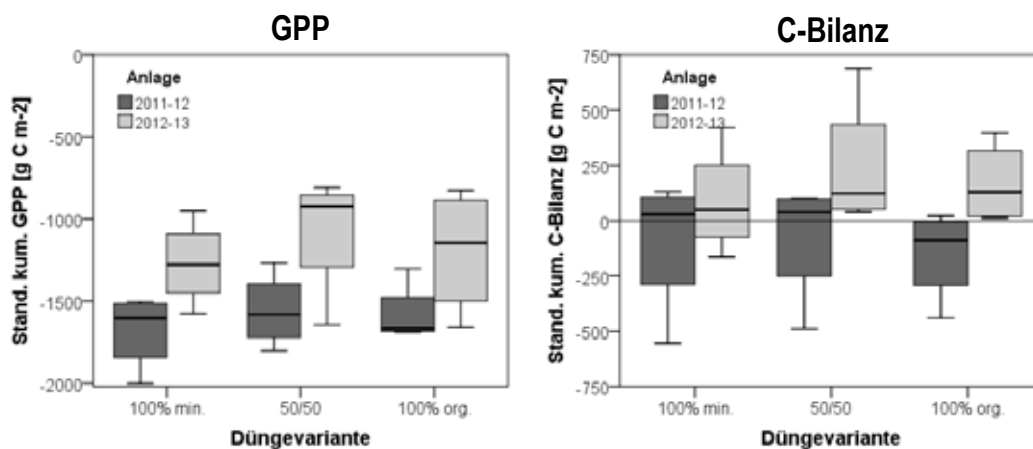 GPP
Stand. kum. GPP [g C m-2]
0
-500
-1000
-1500
-2000
Anlage
2011-12
2012-13
100% min.
50/50
100% org.
Düngevariante
C-Bilanz
Stand. kum. C-Bilanz [g C m-2]
750
500
250
0
-250
-500
-750
Anlage
2011-12
2012-13
100% min.
50/50
100% org.
Düngevariante